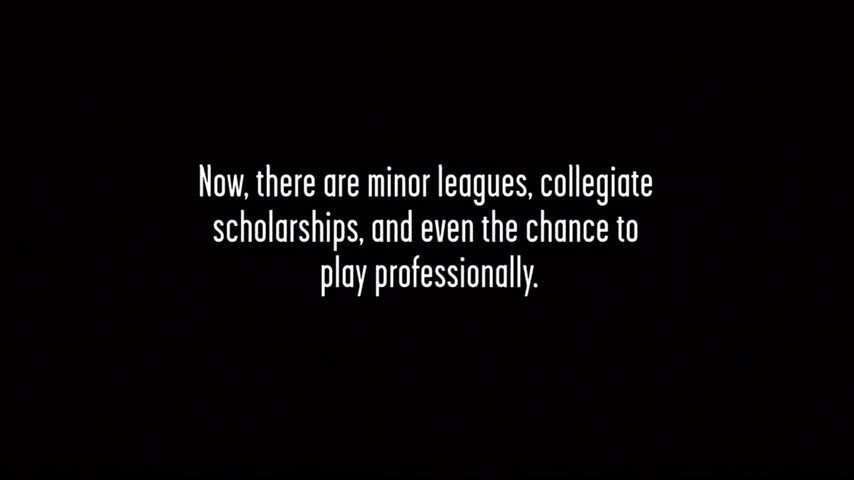 Now, there are minor leagues, collegiate
scholarships, and even the chance to
play professionally.